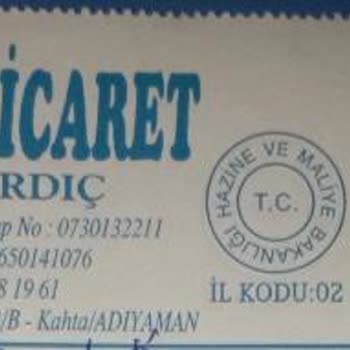 İCARET
RDIÇ
p No : 0730132211
650141076
8 19 61
/B - Kahta/ADIYAMAN
HAZİNE VE MALİYE BAKANLIĞI
T.C.
İL KODU:02